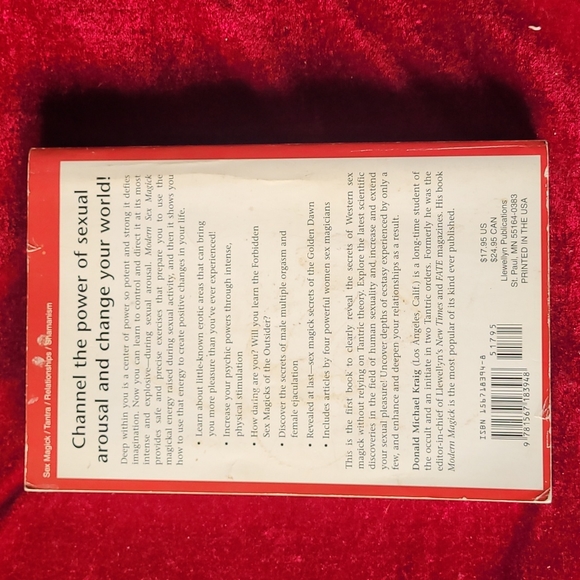 Sex Magick / Tantra / Relationships / Shamanism
Channel the power of sexual
arousal and change your world!
Deep within you is a center of power so potent and strong it defies
imagination. Now you can learn to control and direct it at its most
intense and explosive—during sexual arousal. Modern Sex Magick
provides safe and precise exercises that prepare you to use the
magickal energy raised during sexual activity, and then it shows you
how to use that energy to create positive changes in your life.
• Learn about little-known erotic areas that can bring
you more pleasure than you've ever experienced!
• Increase your psychic powers through intense,
physical stimulation
• How daring are you? Will you learn the Forbidden
Sex Magicks of the Outsider?
• Discover the secrets of male multiple orgasm and
female ejaculation
• Revealed at last—sex magick secrets of the Golden Dawn
• Includes articles by four powerful women sex magicians
This is the first book to clearly reveal the secrets of Western sex
magick without relying on Tantric theory. Explore the latest scientific
discoveries in the field of human sexuality and increase and extend
your sexual pleasure! Uncover depths of ecstasy experienced by only a
few, and enhance and deepen your relationships as a result.
Donald Michael Kraig (Los Angeles, Calif.) is a long-time student of
the occult and an initiate in two Tantric orders. Formerly he was the
editor-in-chief of Llewellyn's New Times and FATE magazines. His book
Modern Magick is the most popular of its kind ever published.
$17.95 US
$24.95 CAN
Llewellyn Publications
St. Paul, MN 55164-0383
PRINTED IN THE USA
ISBN 1-56718-394-8
51795
9 781567 183948